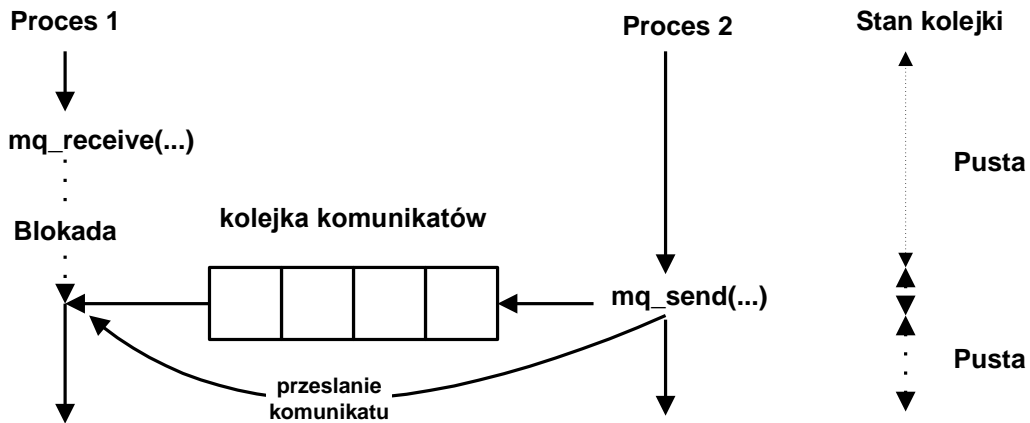 Proces 1
Proces 2
Stan kolejki
mq_receive(...)
Pusta
Blokada
kolejka komunikatów
mq_send(...)
Pusta
przeslanie
komunikatu